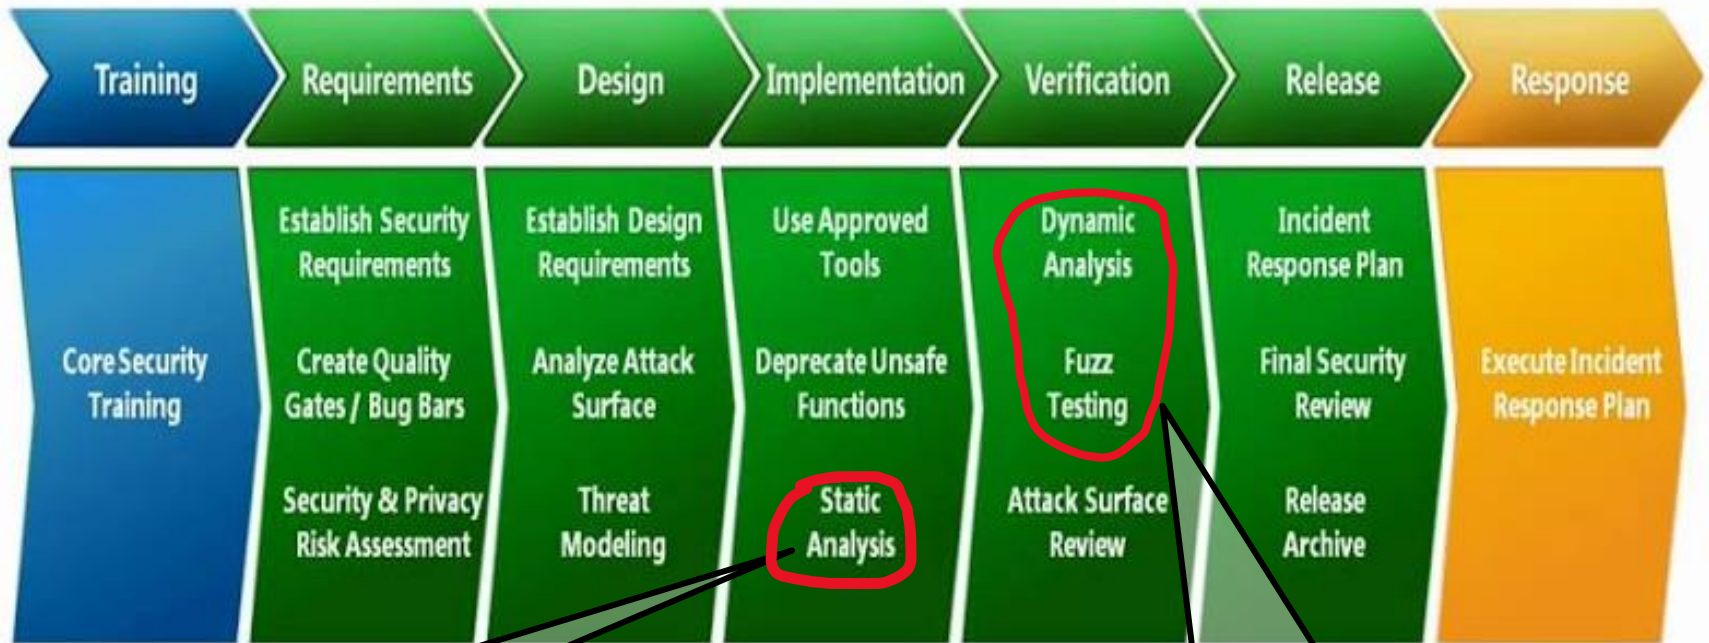 Training
Requirements
Design
Implementation
Verification
Release
Response
Core Security
Training
Establish Security
Requirements
Create Quality
Gates / Bug Bars
Security & Privacy
Risk Assessment
Establish Design
Requirements
Analyze Attack
Surface
Threat
Modeling
Use Approved
Tools
Deprecate Unsafe
Functions
Static
Analysis
Dynamic
Analysis
Fuzz
Testing
Attack Surface
Review
Incident
Response Plan
Final Security
Review
Release
Archive
Execute Incident
Response Plan